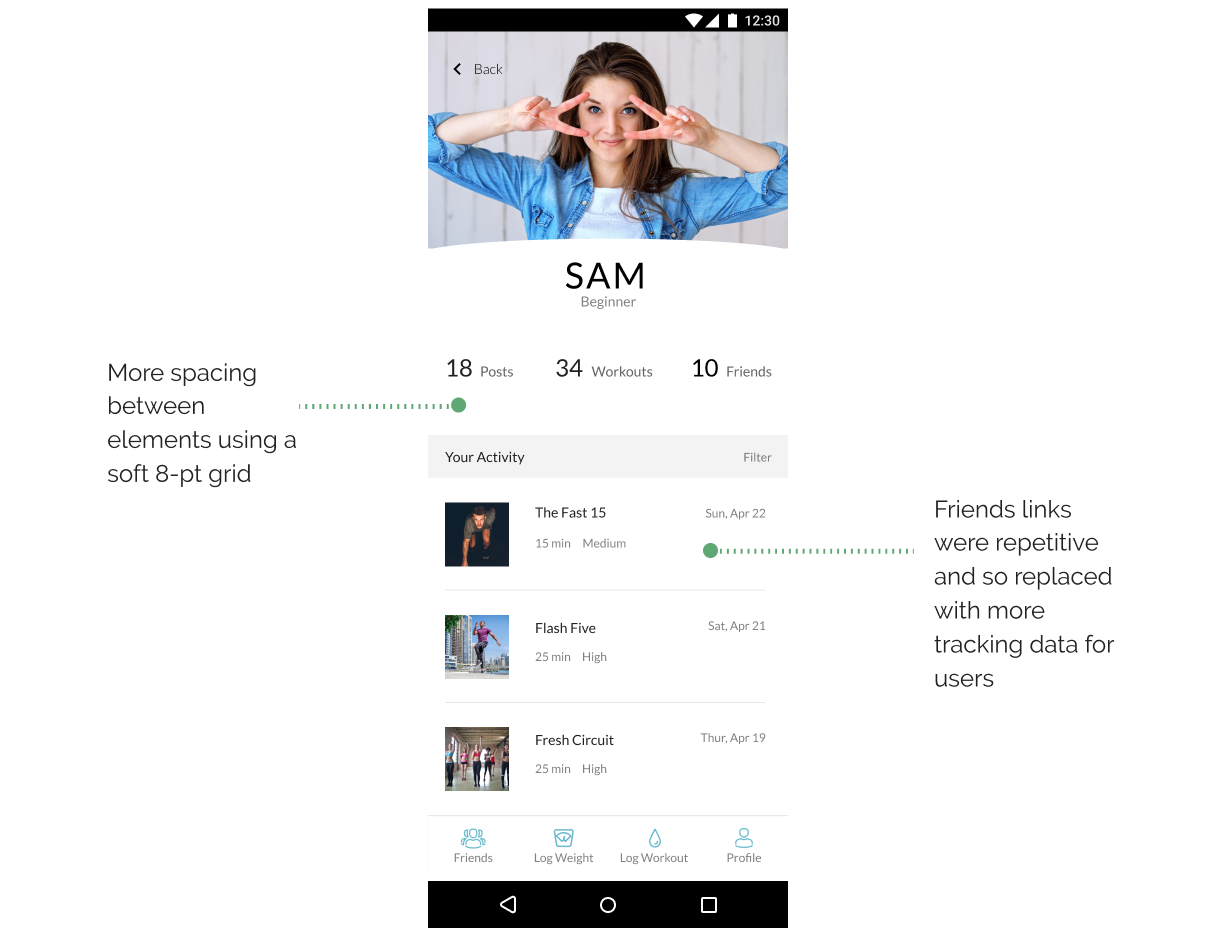 12:30
Back
SAM
Beginner
18 Posts 34 Workouts 10 Friends
More spacing
between
elements using a
soft 8-pt grid
Your Activity Filter
The Fast 15 Sun, Apr 22
15 min Medium
Friends links
were repetitive
and so replaced
with more
tracking data for
users
Flash Five Sat, Apr 21
25 min High
Fresh Circuit Thur, Apr 19
25 min High
Friends Log Weight Log Workout Profile